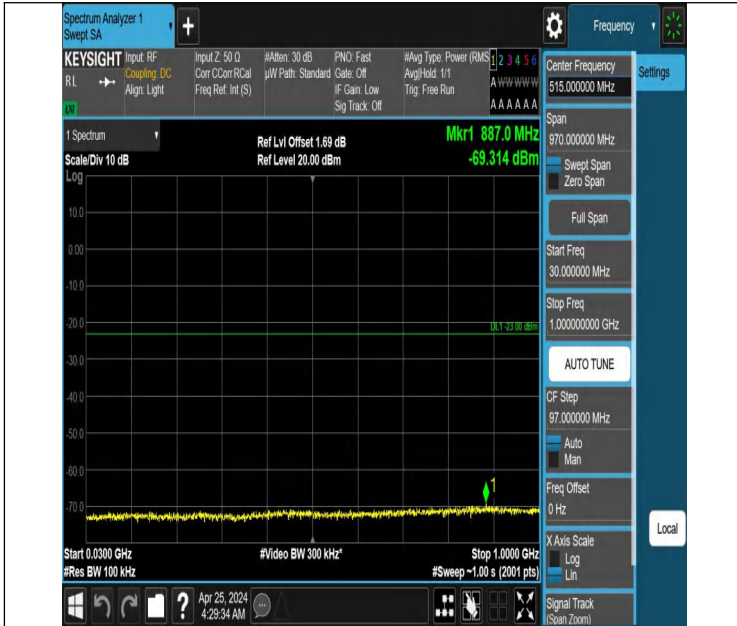 Spectrum Analyzer 1
Swept SA
Frequency
KEYSIGHT
RL
Input: RF
Coupling: DC
Align: Light
Input Z: 50 Ω
Corr CCorr RCal
Freq Ref: Int (S)
#Atten: 30 dB
µW Path: Standard
PNO: Fast
Gate: Off
IF Gain: Low
Sig Track: Off
#Avg Type: Power (RMS
Avg|Hold: 1/1
Trig: Free Run
1 2 3 4 5 6
A W W W W W
A A A A A A
1 Spectrum
Scale/Div 10 dB
Ref Lvl Offset 1.69 dB
Ref Level 20.00 dBm
Mkr1 887.0 MHz
-69.314 dBm
Log
10.0
0.00
-10.0
-20.0
-30.0
-40.0
-50.0
-60.0
-70.0
DL1 -23.00 dBm
1
Start 0.0300 GHz
#Res BW 100 kHz
#Video BW 300 kHz*
Stop 1.0000 GHz
#Sweep ~1.00 s (2001 pts)
Apr 25, 2024
4:29:34 AM
Center Frequency
515.000000 MHz
Settings
Span
970.000000 MHz
Swept Span
Zero Span
Full Span
Start Freq
30.000000 MHz
Stop Freq
1.000000000 GHz
AUTO TUNE
CF Step
97.000000 MHz
Auto
Man
Freq Offset
0 Hz
X Axis Scale
Log
Lin
Signal Track
(Span Zoom)
Local